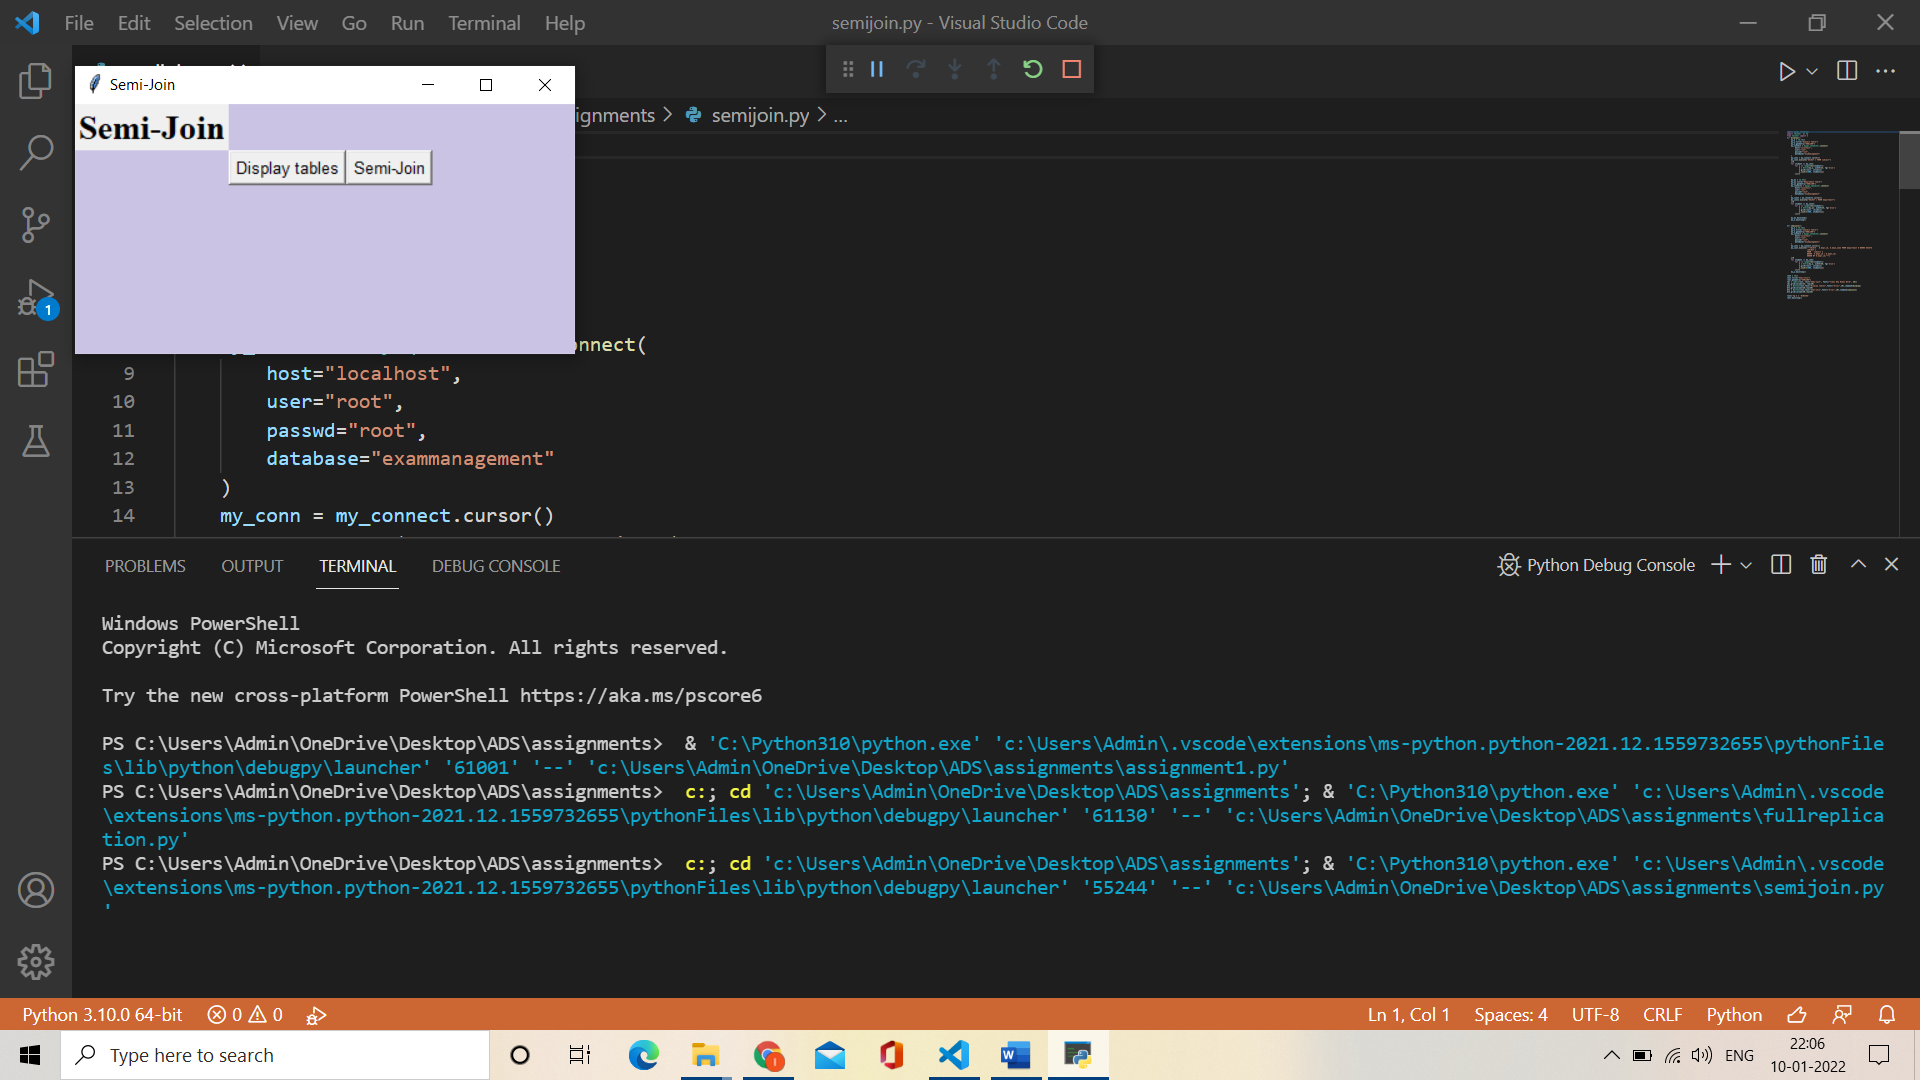 File Edit Selection View Go Run Terminal Help
semijoin.py - Visual Studio Code
Semi-Join
Semi-Join
Display tables Semi-Join
ignments > semijoin.py > ...
nnect(
9 host="localhost",
10 user="root",
11 passwd="root",
12 database="exammanagement"
13 )
14 my_conn = my_connect.cursor()
1
PROBLEMS OUTPUT TERMINAL DEBUG CONSOLE
Python Debug Console
Windows PowerShell
Copyright (C) Microsoft Corporation. All rights reserved.
Try the new cross-platform PowerShell https://aka.ms/pscore6
PS C:\Users\Admin\OneDrive\Desktop\ADS\assignments>  & 'C:\Python310\python.exe' 'c:\Users\Admin\.vscode\extensions\ms-python.python-2021.12.1559732655\pythonFile
s\lib\python\debugpy\launcher' '61001' '--' 'c:\Users\Admin\OneDrive\Desktop\ADS\assignments\assignment1.py'
PS C:\Users\Admin\OneDrive\Desktop\ADS\assignments>  c:; cd 'c:\Users\Admin\OneDrive\Desktop\ADS\assignments'; & 'C:\Python310\python.exe' 'c:\Users\Admin\.vscode
\extensions\ms-python.python-2021.12.1559732655\pythonFiles\lib\python\debugpy\launcher' '61130' '--' 'c:\Users\Admin\OneDrive\Desktop\ADS\assignments\fullreplica
tion.py'
PS C:\Users\Admin\OneDrive\Desktop\ADS\assignments>  c:; cd 'c:\Users\Admin\OneDrive\Desktop\ADS\assignments'; & 'C:\Python310\python.exe' 'c:\Users\Admin\.vscode
\extensions\ms-python.python-2021.12.1559732655\pythonFiles\lib\python\debugpy\launcher' '55244' '--' 'c:\Users\Admin\OneDrive\Desktop\ADS\assignments\semijoin.py
'
Python 3.10.0 64-bit 0 0 Ln 1, Col 1 Spaces: 4 UTF-8 CRLF Python
Type here to search
ENG
22:06
10-01-2022